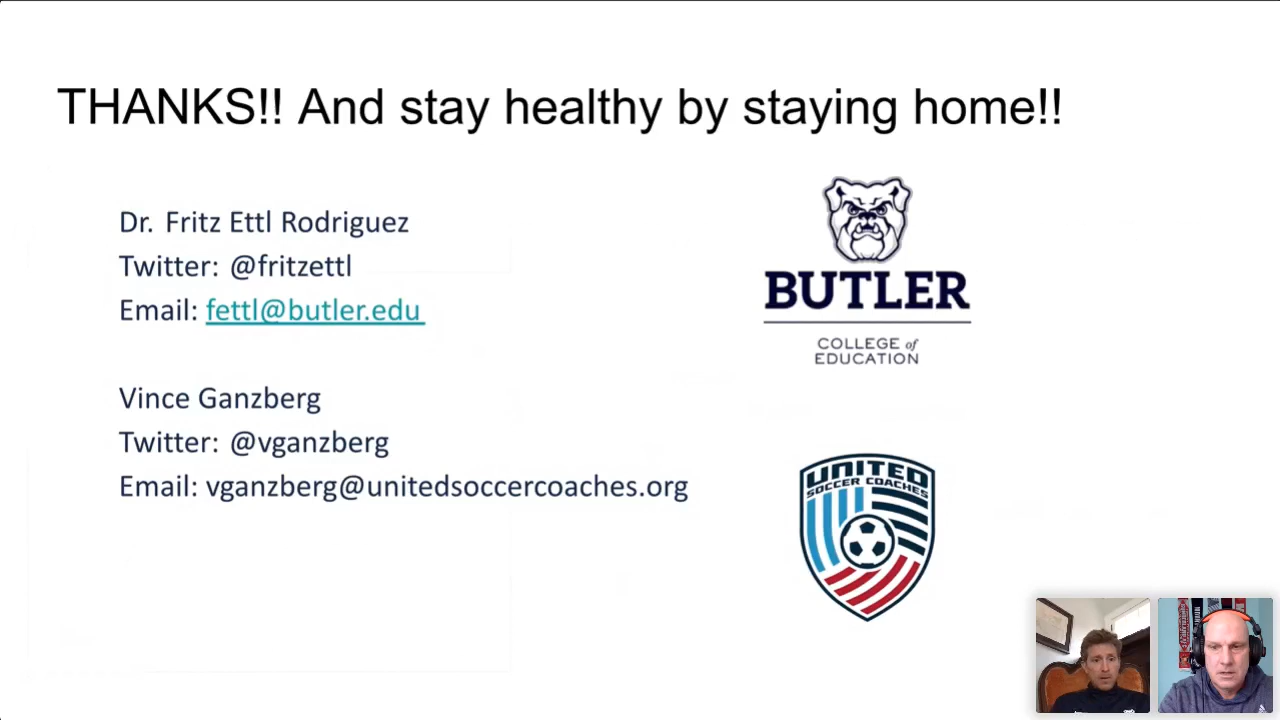 THANKS!! And stay healthy by staying home!!
Dr. Fritz Ettl Rodriguez
Twitter: @fritzettl
Email: fettl@butler.edu
Vince Ganzberg
Twitter: @vganzberg
Email: vganzberg@unitedsoccercoaches.org
BUTLER
COLLEGE of
EDUCATION
UNITED
SOCCER COACHES